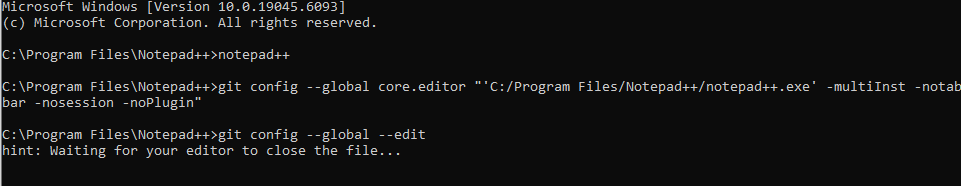 Microsoft Windows [Version 10.0.19045.6093]
(c) Microsoft Corporation. All rights reserved.
C:\Program Files\Notepad++>notepad++
C:\Program Files\Notepad++>git config --global core.editor "'C:/Program Files/Notepad++/notepad++.exe' -multiInst -notab
bar -nosession -noPlugin"
C:\Program Files\Notepad++>git config --global --edit
hint: Waiting for your editor to close the file...